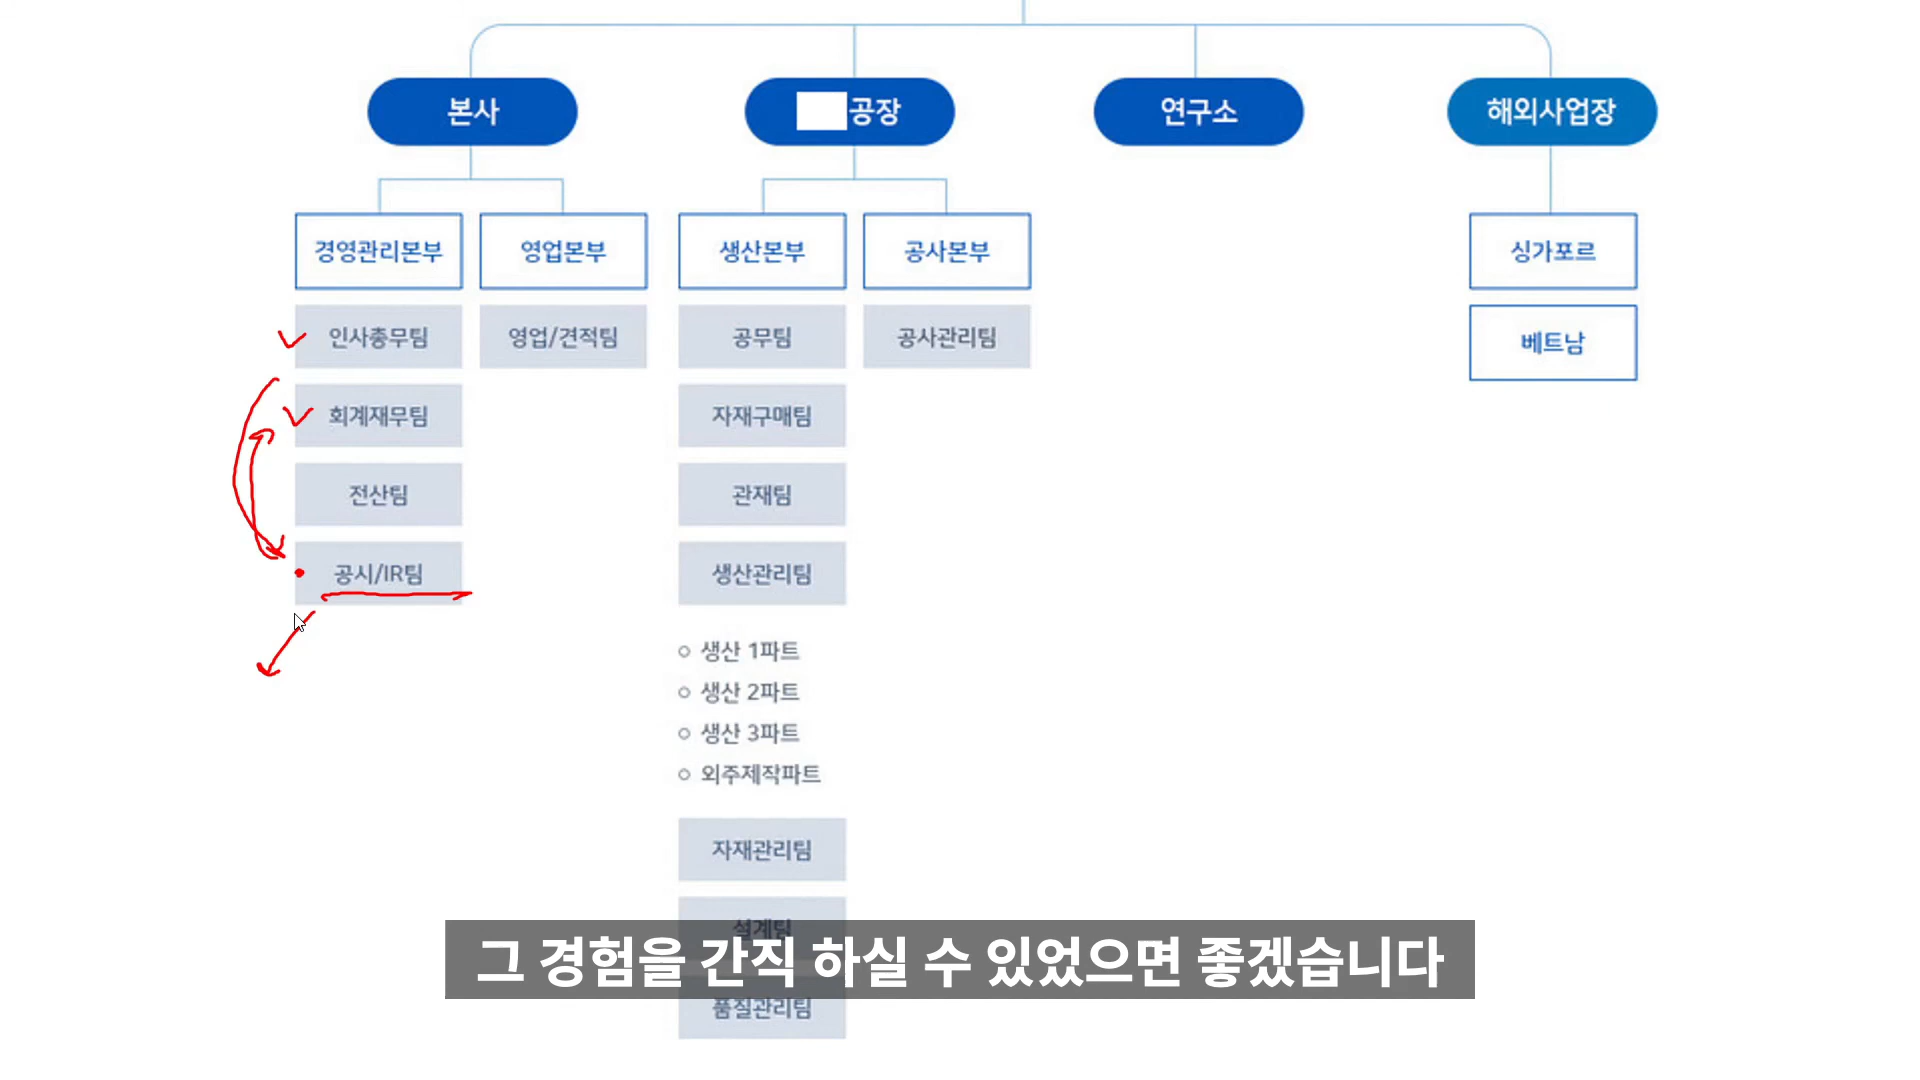 본사
공장
연구소
해외사업장
경영관리본부
영업본부
생산본부
공사본부
싱가포르
인사총무팀
영업/견적팀
공무팀
공사관리팀
베트남
회계재무팀
자재구매팀
전산팀
관재팀
공시/IR팀
생산관리팀
생산 1파트
생산 2파트
생산 3파트
외주제작파트
자재관리팀
설계팀
그 경험을 간직 하실 수 있었으면 좋겠습니다
품질관리팀